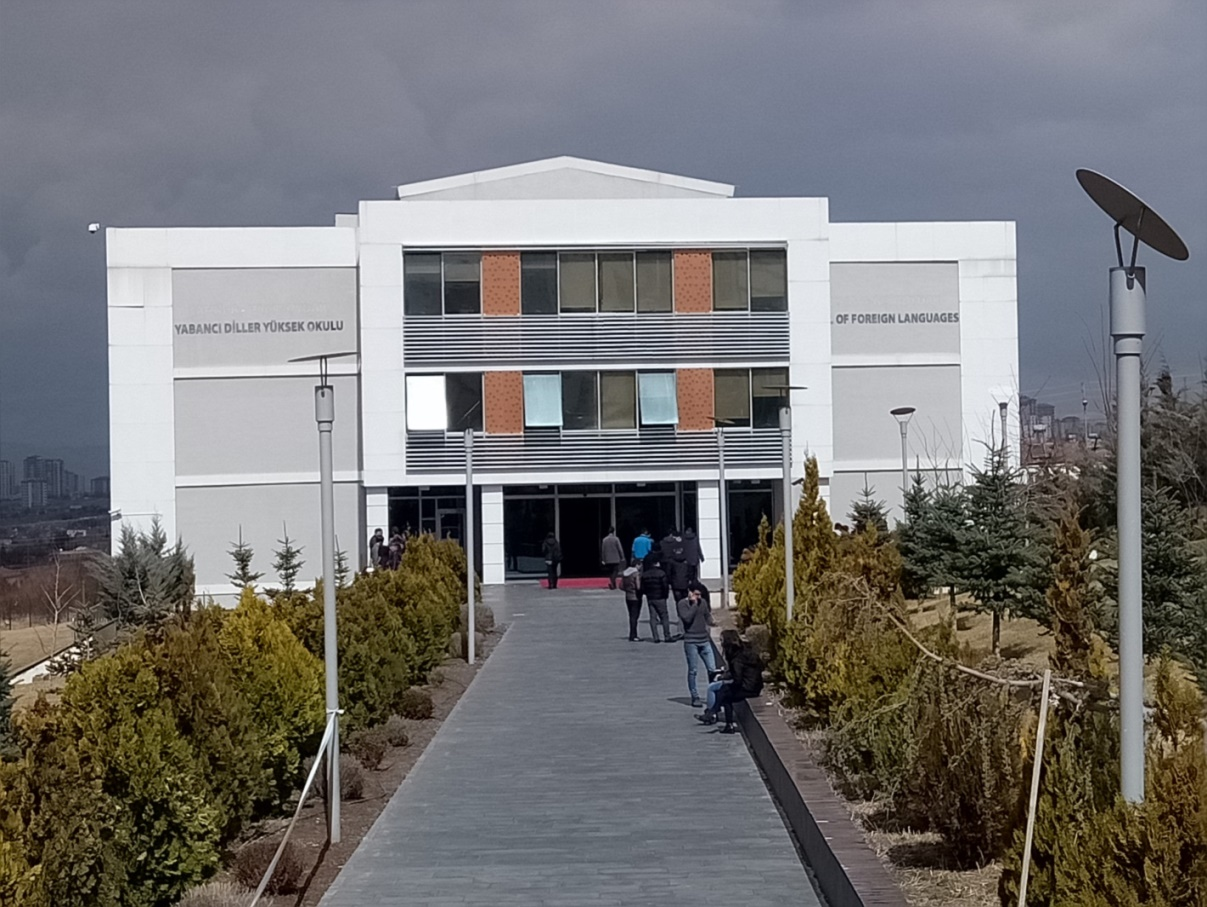 YABANCI DİLLER YÜKSEK OKULU
OF FOREIGN LANGUAGES